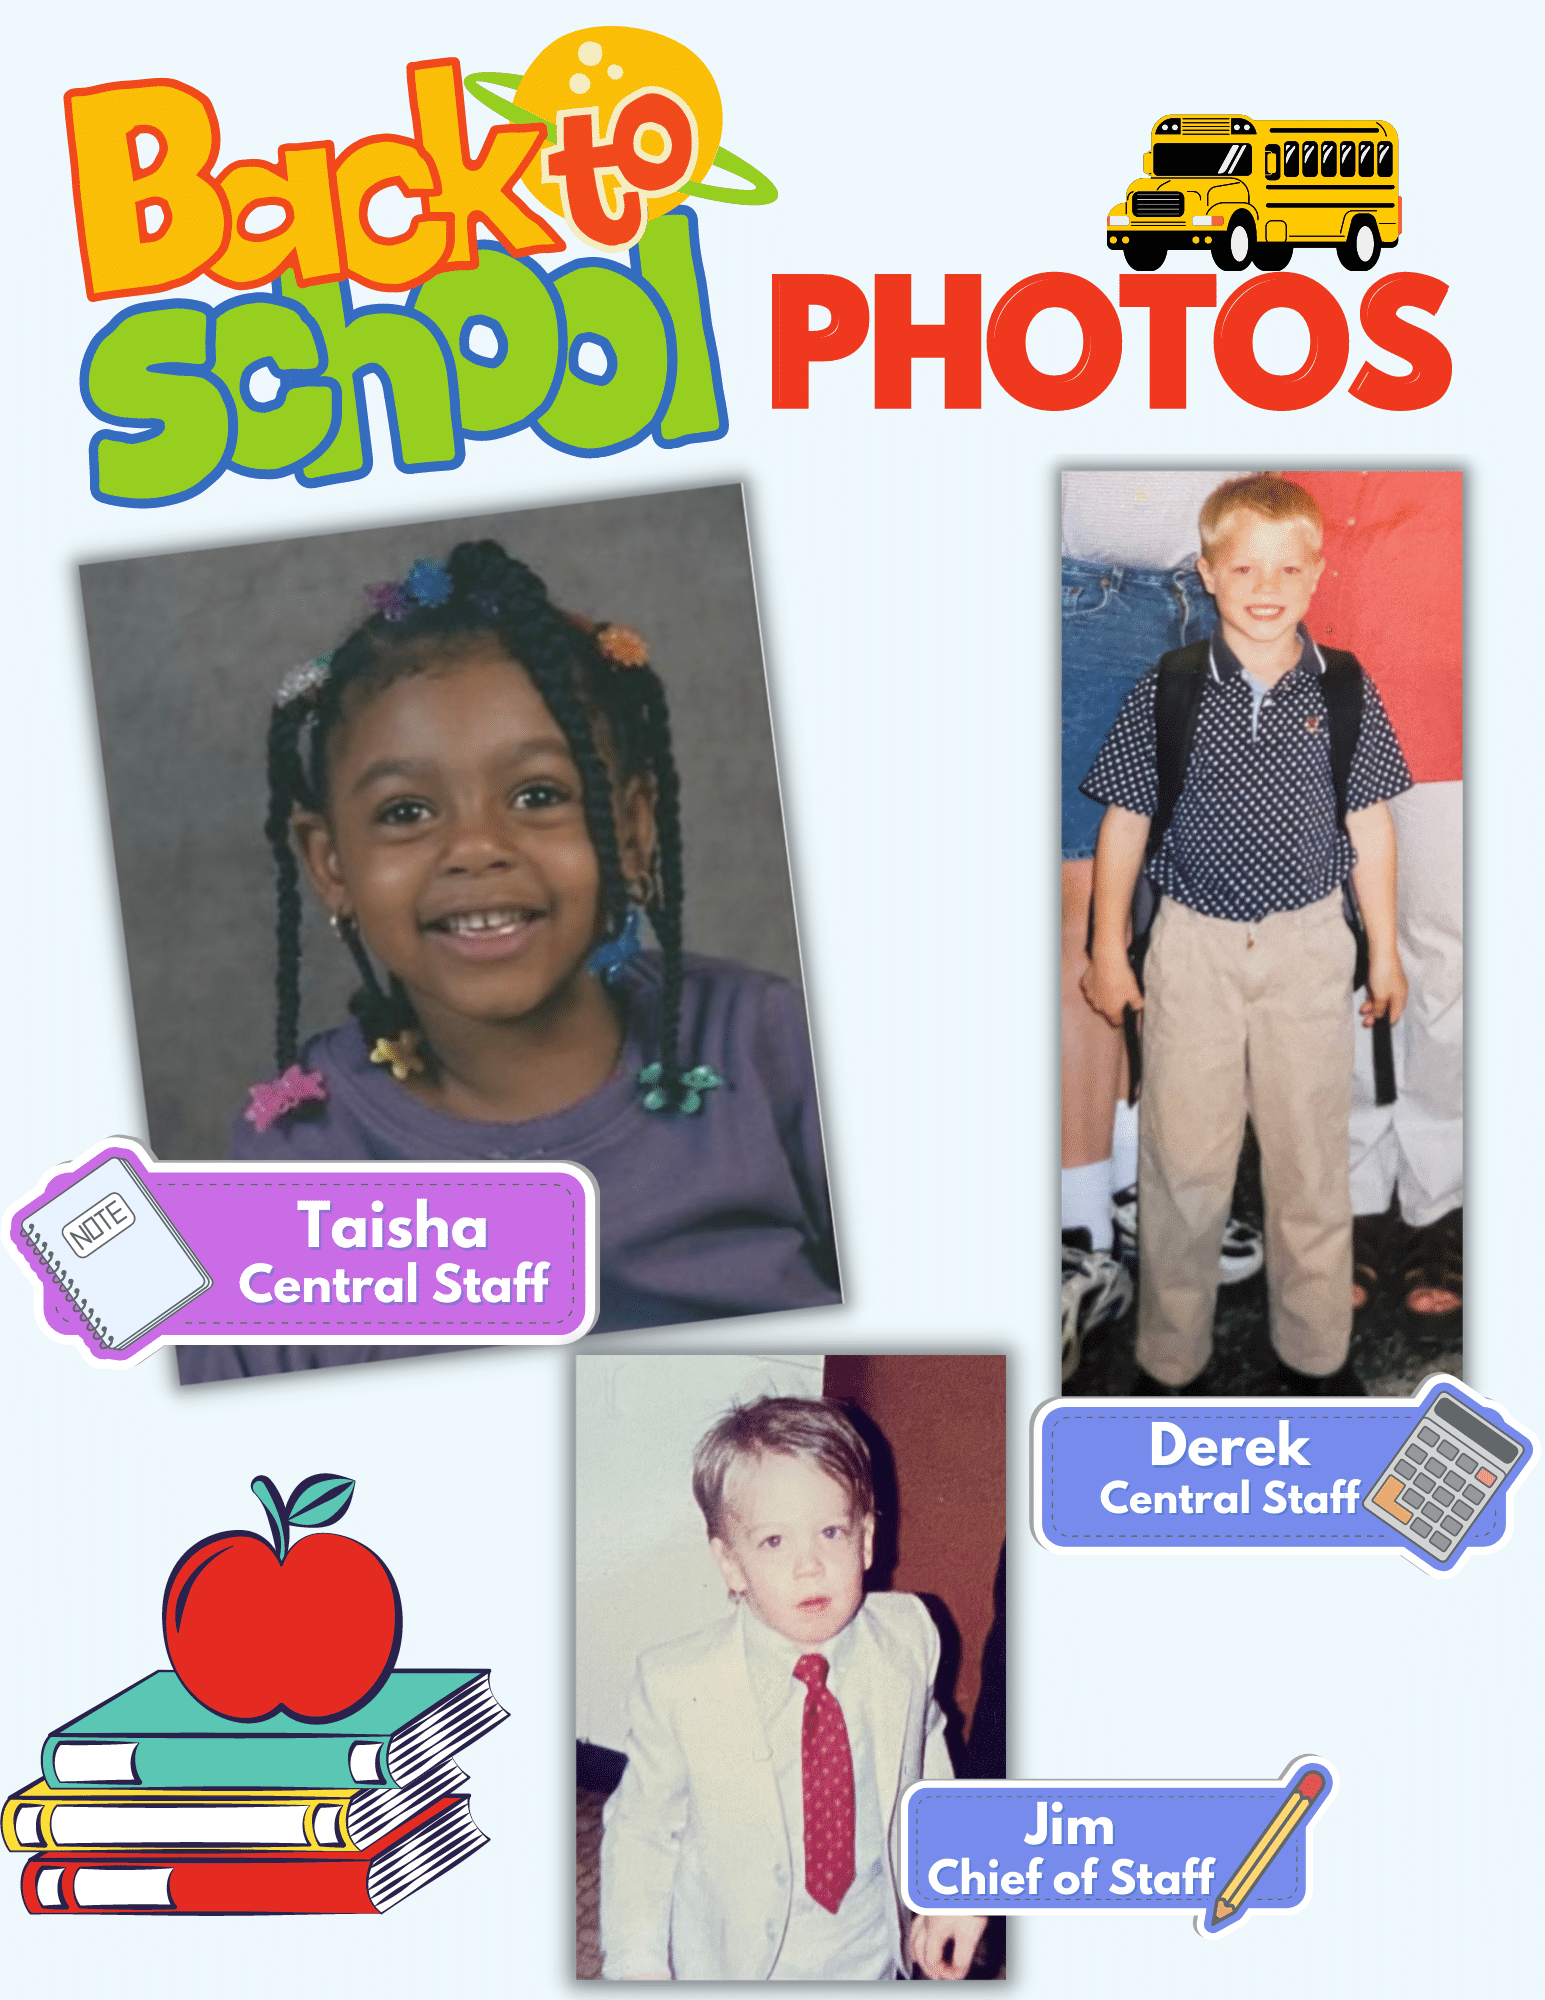 Back to
school
PHOTOS
NOTE
Taisha
Central Staff
Derek
Central Staff
Jim
Chief of Staff